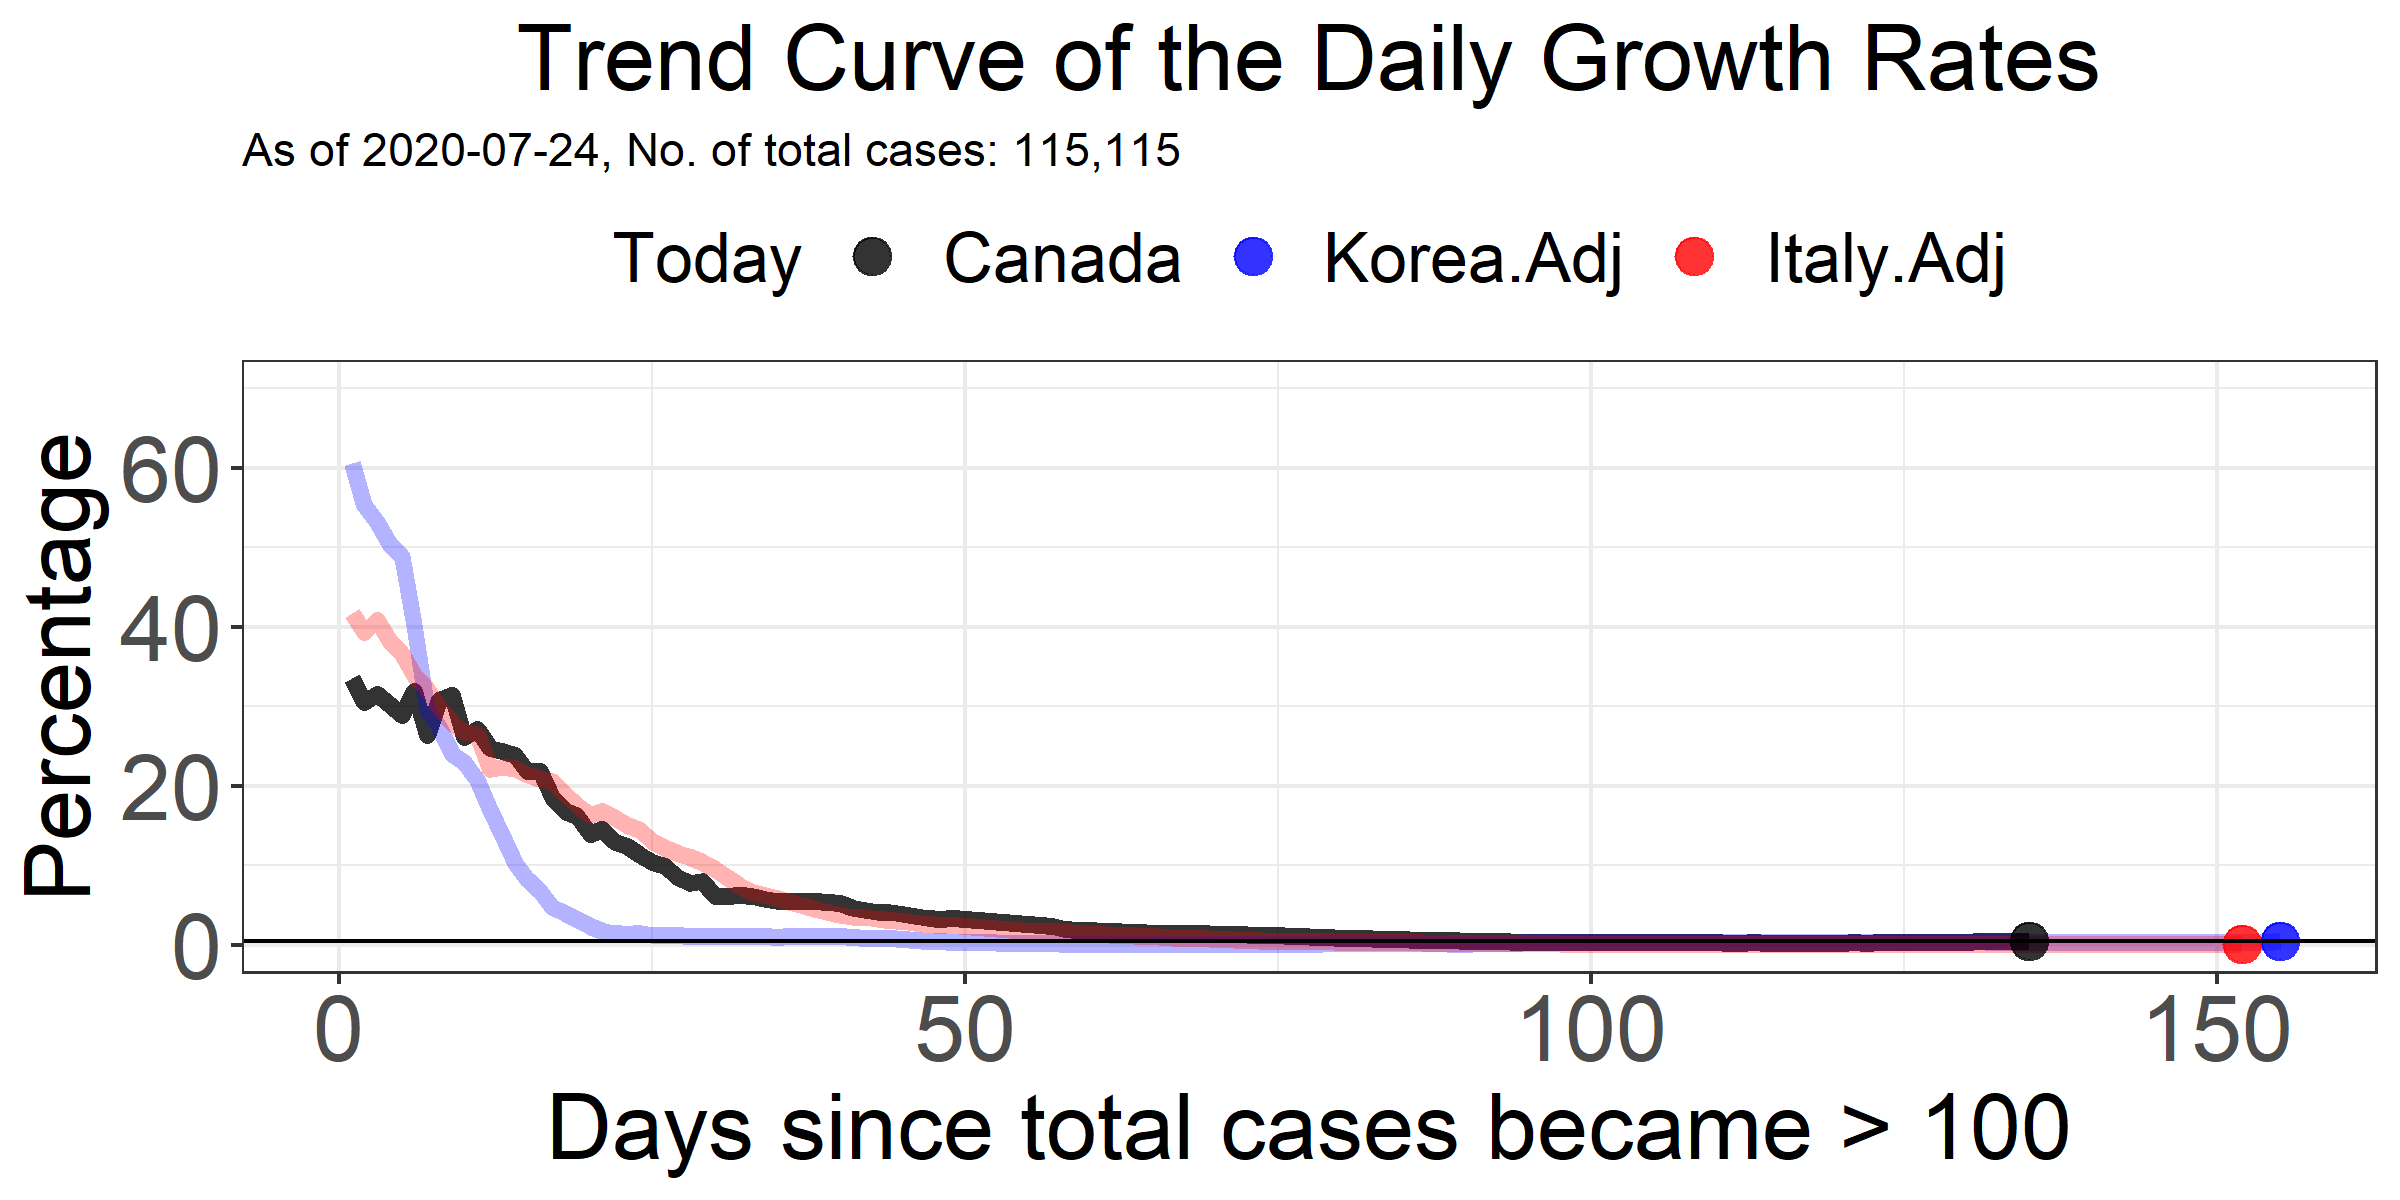 Trend Curve of the Daily Growth Rates
As of 2020-07-24, No. of total cases: 115,115
Today Canada Korea.Adj Italy.Adj
Percentage
60
40
20
0
0 50 100 150
Days since total cases became > 100